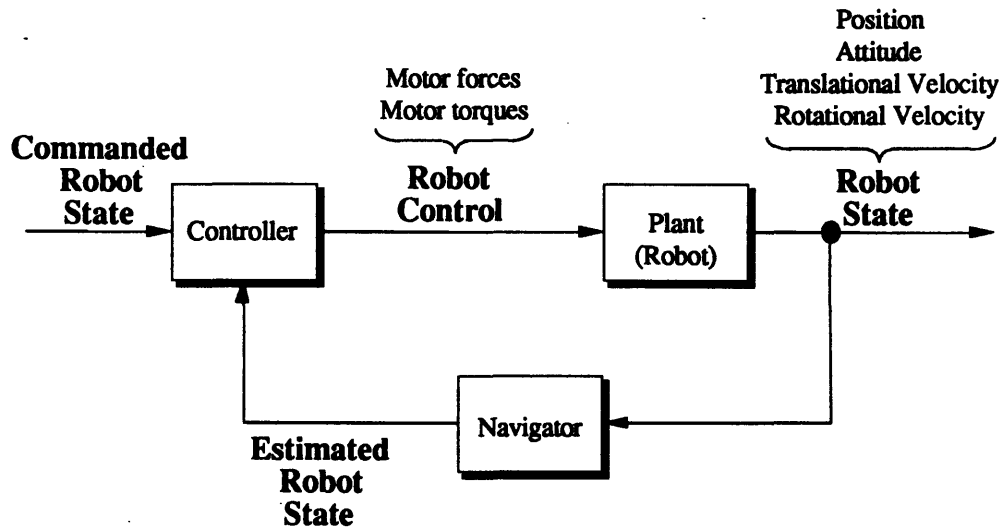 Position
Attitude
Translational Velocity
Rotational Velocity
Motor forces
Motor torques
Commanded
Robot
State
Robot
Control
Robot
State
Controller
Plant
(Robot)
Navigator
Estimated
Robot
State